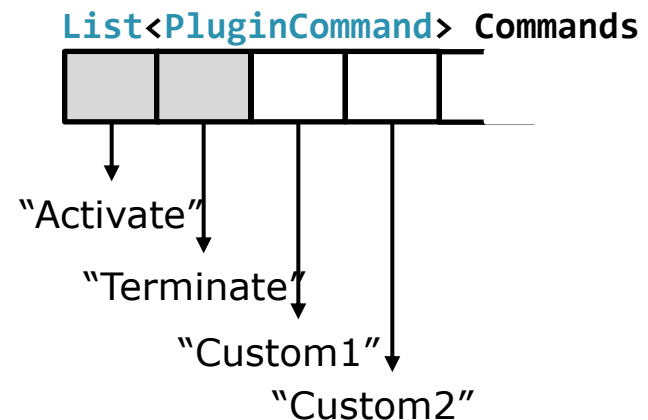 List<PluginCommand> Commands
“Activate”
“Terminate”
“Custom1”
“Custom2”